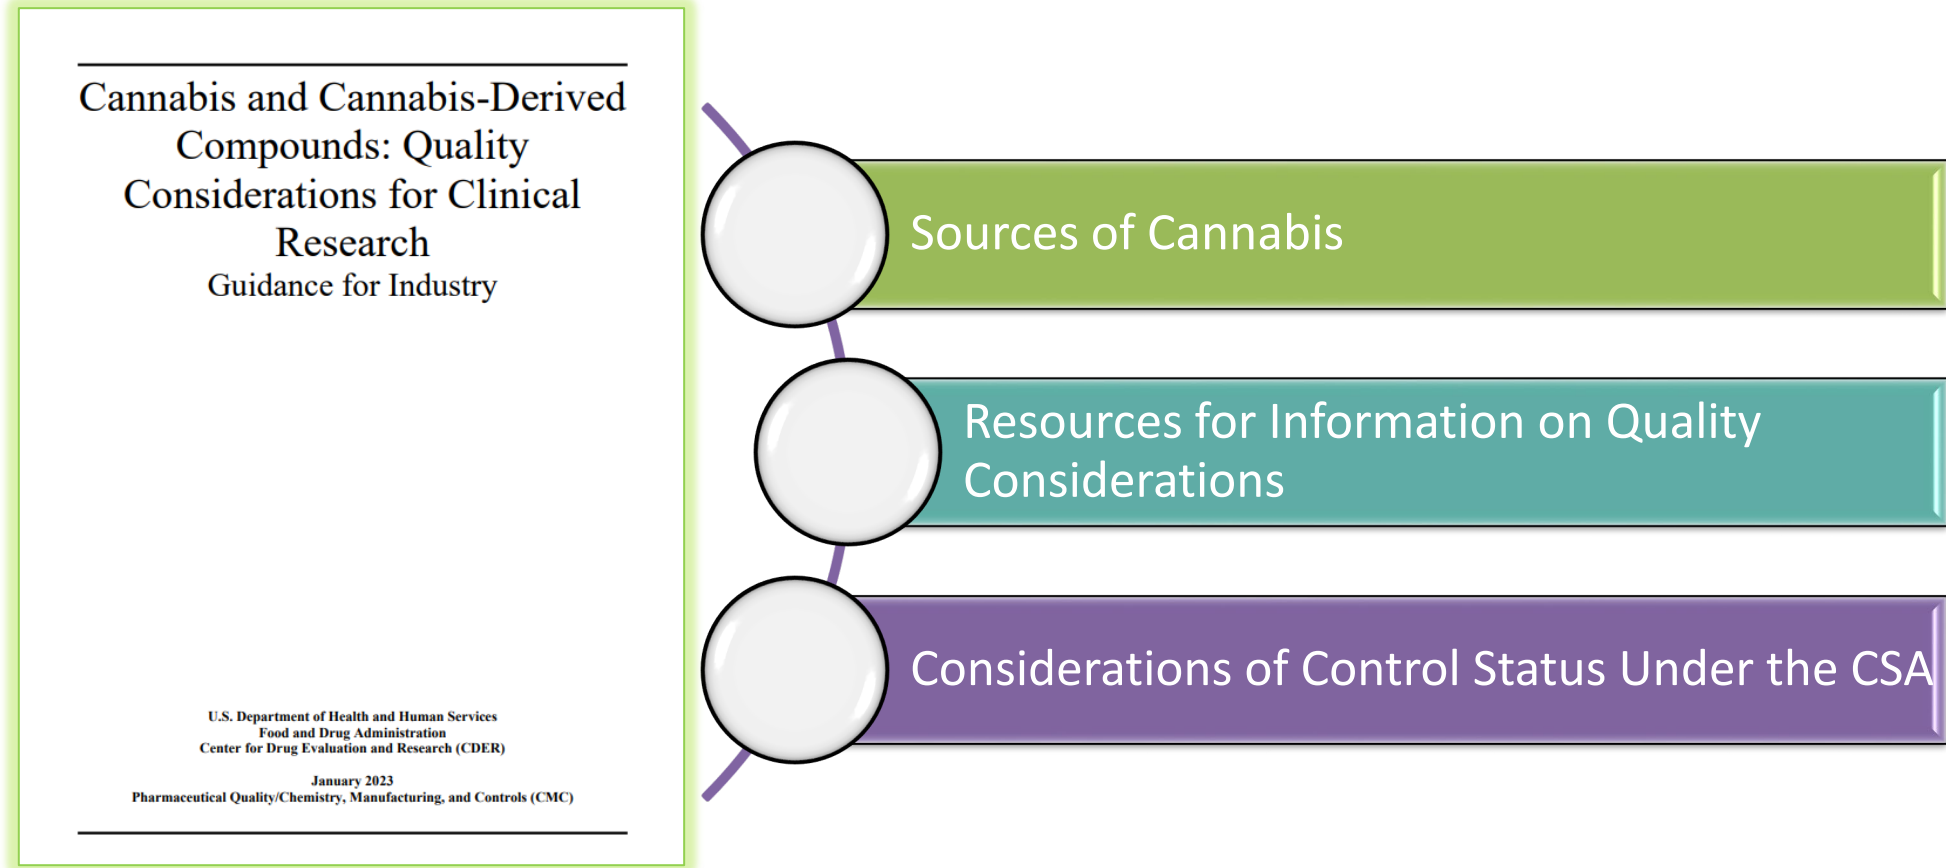 Cannabis and Cannabis-Derived
Compounds: Quality
Considerations for Clinical
Research
Guidance for Industry
U.S. Department of Health and Human Services
Food and Drug Administration
Center for Drug Evaluation and Research (CDER)
January 2023
Pharmaceutical Quality/Chemistry, Manufacturing, and Controls (CMC)
Sources of Cannabis
Resources for Information on Quality
Considerations
Considerations of Control Status Under the CSA